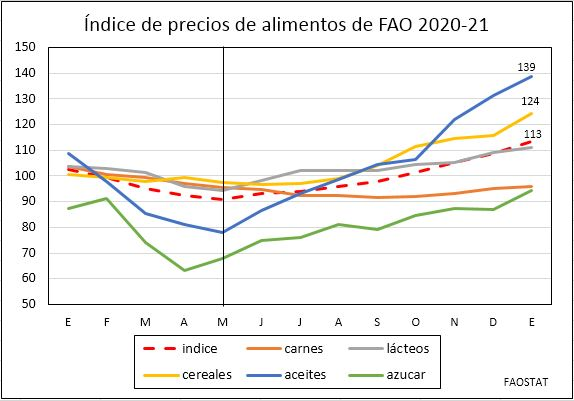 Índice de precios de alimentos de FAO 2020-21
150
140
130
120
110
100
90
80
70
60
50
139
124
113
E F M A M J J A S O N D E
indice carnes lácteos
cereales aceites azucar
FAOSTAT